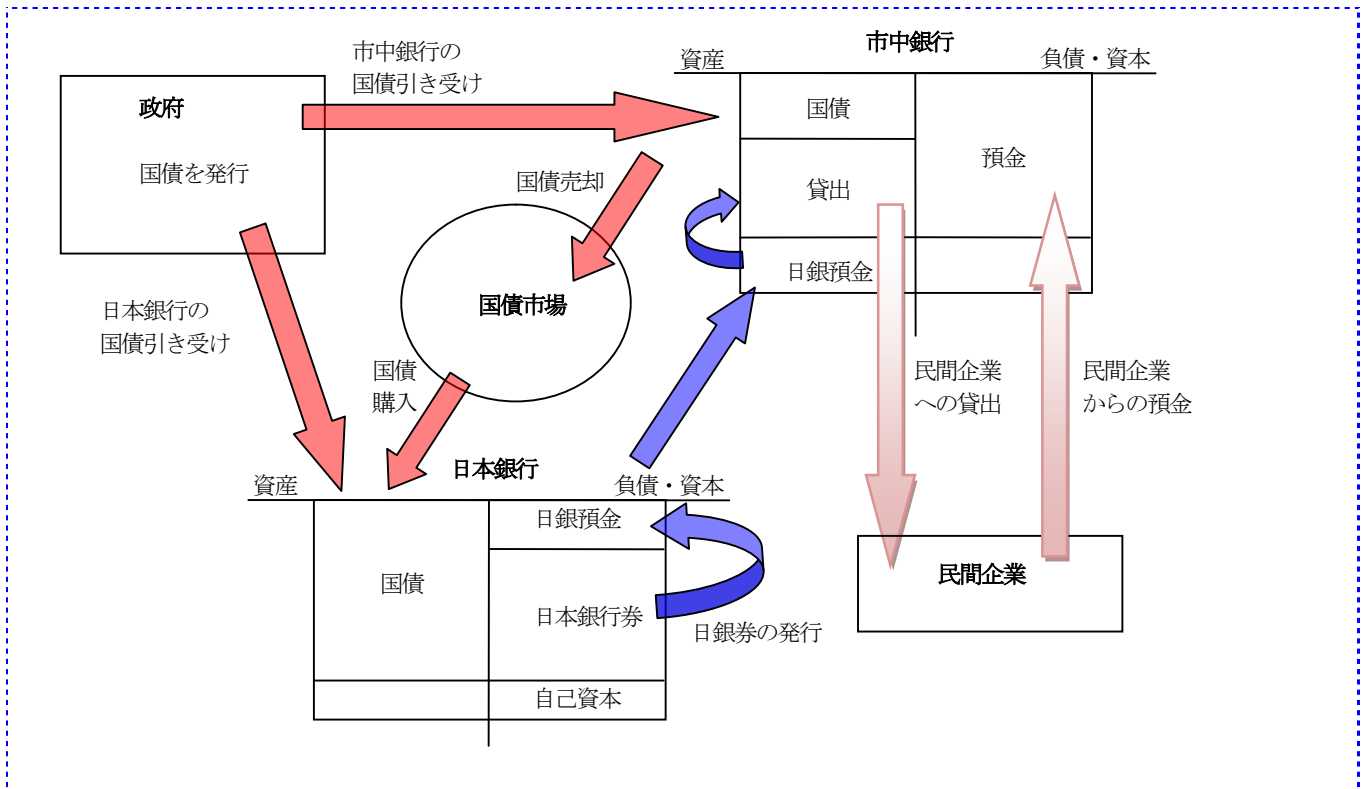 市中銀行の
国債引き受け
市中銀行
資産
負債・資本
政府
国債を発行
国債
預金
貸出
日銀預金
国債売却
国債市場
日本銀行の
国債引き受け
国債
購入
民間企業
への貸出
民間企業
からの預金
日本銀行
資産
負債・資本
日銀預金
国債
日本銀行券
日銀券の発行
自己資本
民間企業